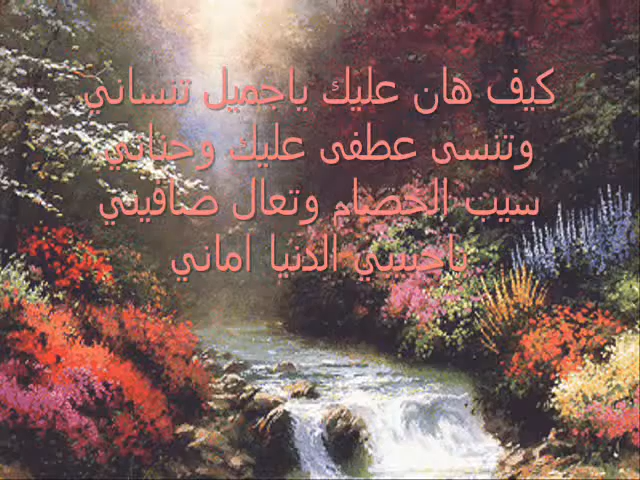 كيف هان عليك ياجميل تنساني
وتنسى عطفى عليك وحناني
سيب الخصام وتعال صافيني
ياحبيبي الدنيا اماني